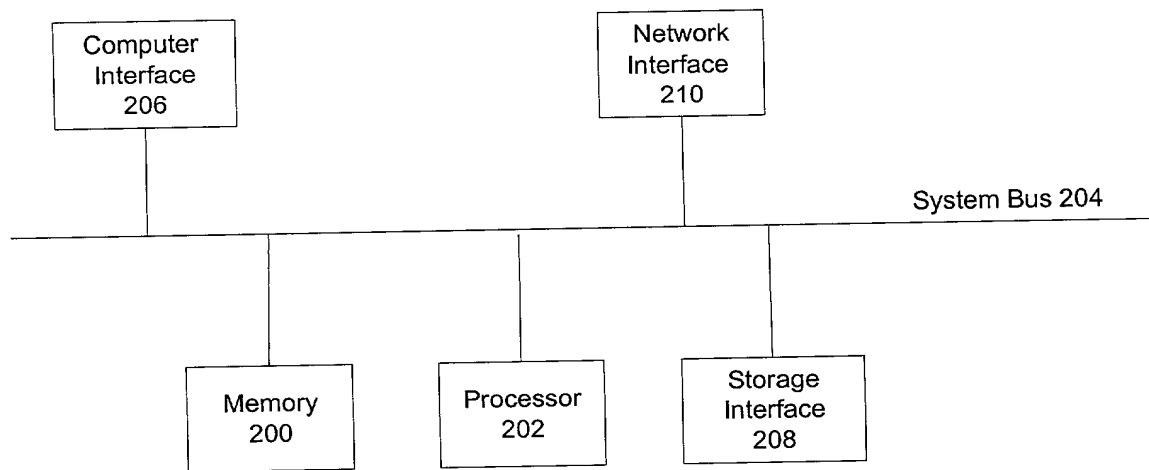 Computer
Interface
206
Network
Interface
210
System Bus 204
Memory
200
Processor
202
Storage
Interface
208